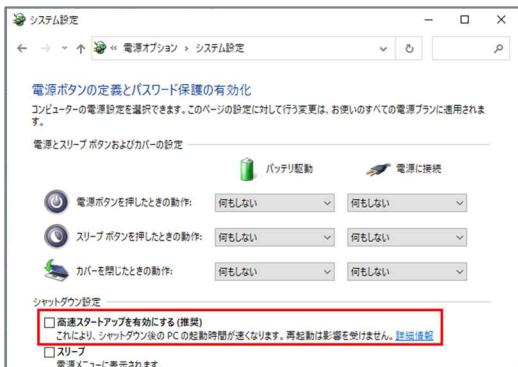 システム設定
電源オプション
システム設定
電源ボタンの定義とパスワード保護の有効化
コンピューターの電源設定を選択できます。このページの設定に対して行う変更は、お使いのすべての電源プランに適用されま
す。
電源とスリープ ボタンおよびカバーの設定
バッテリ駆動 電源に接続
電源ボタンを押したときの動作: 何もしない 何もしない
スリープ ボタンを押したときの動作: 何もしない 何もしない
カバーを閉じたときの動作: 何もしない 何もしない
シャットダウン設定
高速スタートアップを有効にする (推奨)
これにより、シャットダウン後の PC の起動時間が速くなります。再起動は影響を受けません。詳細情報
スリープ
電源メニューに表示されます。